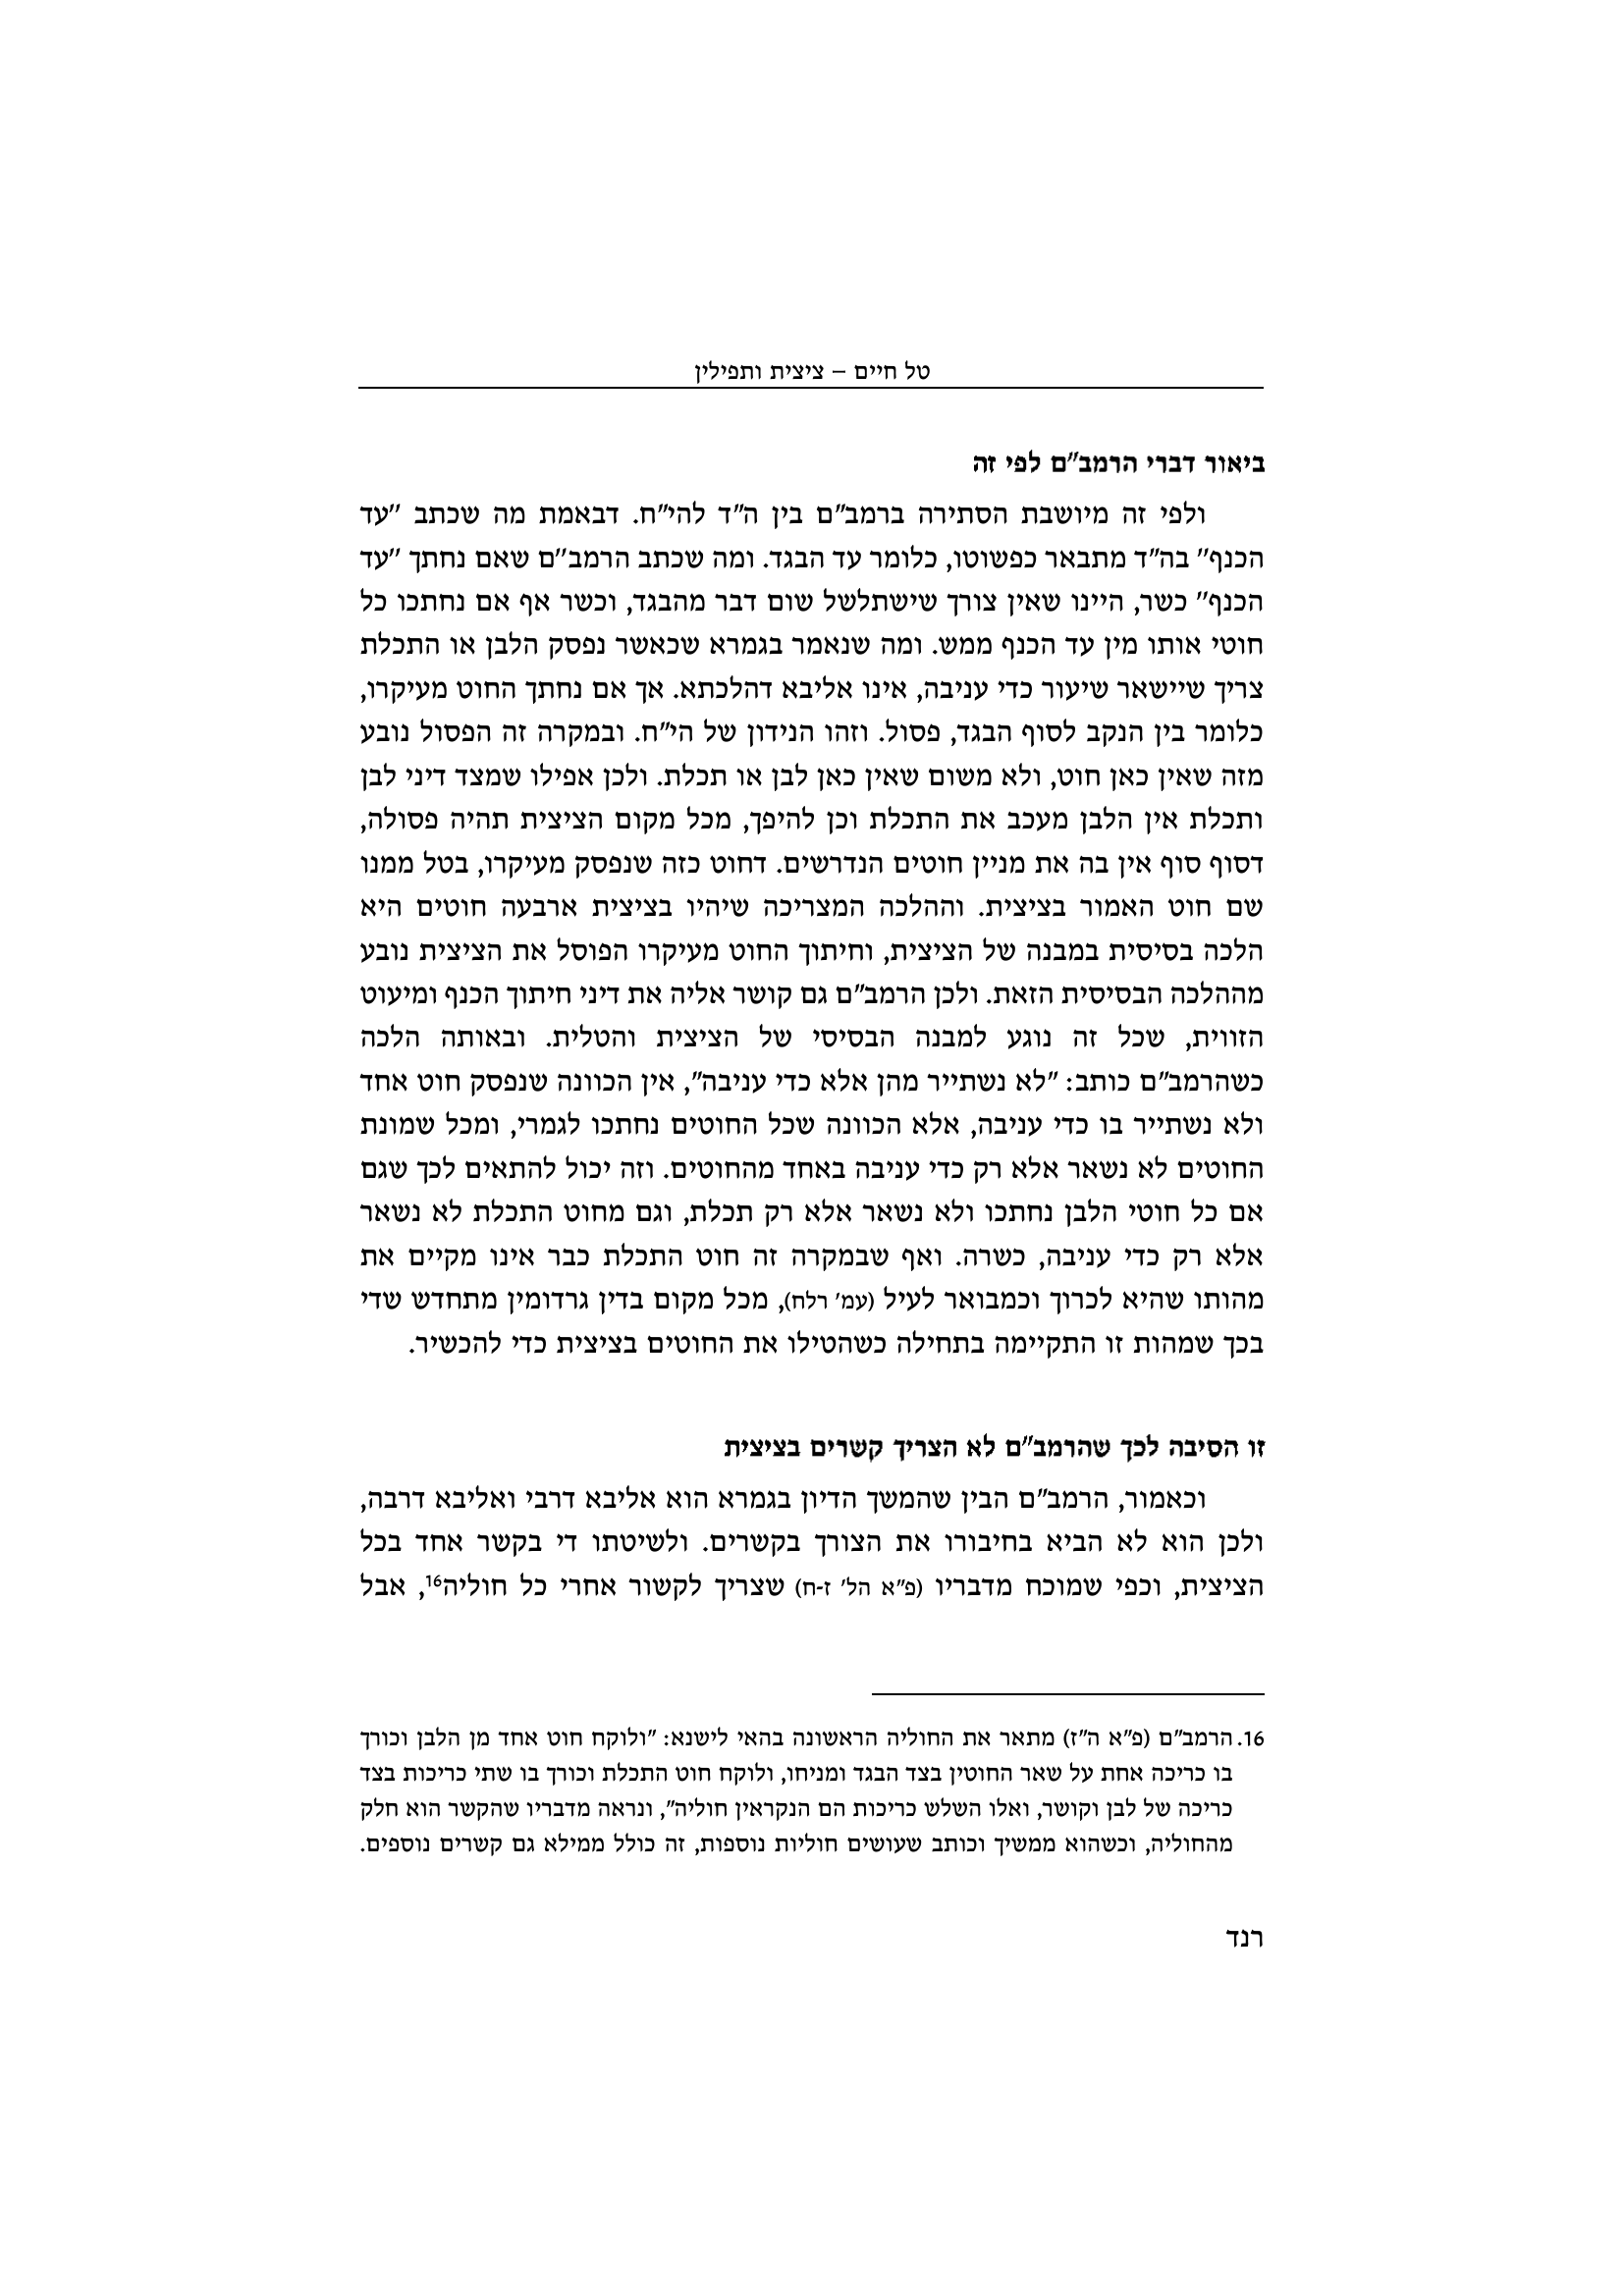 טל חיים – ציצית ותפילין
ביאור דברי הרמב״ם לפי זה
ולפי זה מיושבת הסתירה ברמב״ם בין ה״ד להי״ח. דבאמת מה שכתב ״עד
הכנף״ בה״ד מתבאר כפשוטו, כלומר עד הבגד. ומה שכתב הרמב״ם שאם נחתך ״עד
הכנף״ כשר, היינו שאין צורך שישתלשל שום דבר מהבגד, וכשר אף אם נחתכו כל
חוטי אותו מין עד הכנף ממש. ומה שנאמר בגמרא שכאשר נפסק הלבן או התכלת
צריך שיישאר שיעור כדי עניבה, אינו אליבא דהלכתא. אך אם נחתך החוט מעיקרו,
כלומר בין הנקב לסוף הבגד, פסול. וזהו הנידון של הי״ח. ובמקרה זה הפסול נובע
מזה שאין כאן חוט, ולא משום שאין כאן לבן או תכלת. ולכן אפילו שמצד דיני לבן
ותכלת אין הלבן מעכב את התכלת וכן להיפך, מכל מקום הציצית תהיה פסולה,
דסוף סוף אין בה את מניין חוטים הנדרשים. דחוט כזה שנפסק מעיקרו, בטל ממנו
שם חוט האמור בציצית. וההלכה המצריכה שיהיו בציצית ארבעה חוטים היא
הלכה בסיסית במבנה של הציצית, וחיתוך החוט מעיקרו הפוסל את הציצית נובע
מההלכה הבסיסית הזאת. ולכן הרמב״ם גם קושר אליה את דיני חיתוך הכנף ומיעוט
הזווית, שכל זה נוגע למבנה הבסיסי של הציצית והטלית. ובאותה הלכה
כשהרמב״ם כותב: ״לא נשתייר מהן אלא כדי עניבה״, אין הכוונה שנפסק חוט אחד
ולא נשתייר בו כדי עניבה, אלא הכוונה שכל החוטים נחתכו לגמרי, ומכל שמונת
החוטים לא נשאר אלא רק כדי עניבה באחד מהחוטים. וזה יכול להתאים לכך שגם
אם כל חוטי הלבן נחתכו ולא נשאר אלא רק תכלת, וגם מחוט התכלת לא נשאר
אלא רק כדי עניבה, כשרה. ואף שבמקרה זה חוט התכלת כבר אינו מקיים את
מהותו שהיא לכרוך וכמבואר לעיל (עמ׳ רלח), מכל מקום בדין גרדומין מתחדש שדי
בכך שמהות זו התקיימה בתחילה כשהטילו את החוטים בציצית כדי להכשיר.
זו הסיבה לכך שהרמב״ם לא הצריך קשרים בציצית
וכאמור, הרמב״ם הבין שהמשך הדיון בגמרא הוא אליבא דרבי ואליבא דרבה,
ולכן הוא לא הביא בחיבורו את הצורך בקשרים. ולשיטתו די בקשר אחד בכל
הציצית, וכפי שמוכח מדבריו (פ״א הל׳ ז-ח) שצריך לקשור אחרי כל חוליה16, אבל
16. הרמב״ם (פ״א ה״ז) מתאר את החוליה הראשונה בהאי לישנא: ״ולוקח חוט אחד מן הלבן וכורך
בו כריכה אחת על שאר החוטין בצד הבגד ומניחו, ולוקח חוט התכלת וכורך בו שתי כריכות בצד
כריכה של לבן וקושר, ואלו השלש כריכות הם הנקראין חוליה״, ונראה מדבריו שהקשר הוא חלק
מהחוליה, וכשהוא ממשיך וכותב שעושים חוליות נוספות, זה כולל ממילא גם קשרים נוספים.
רנד